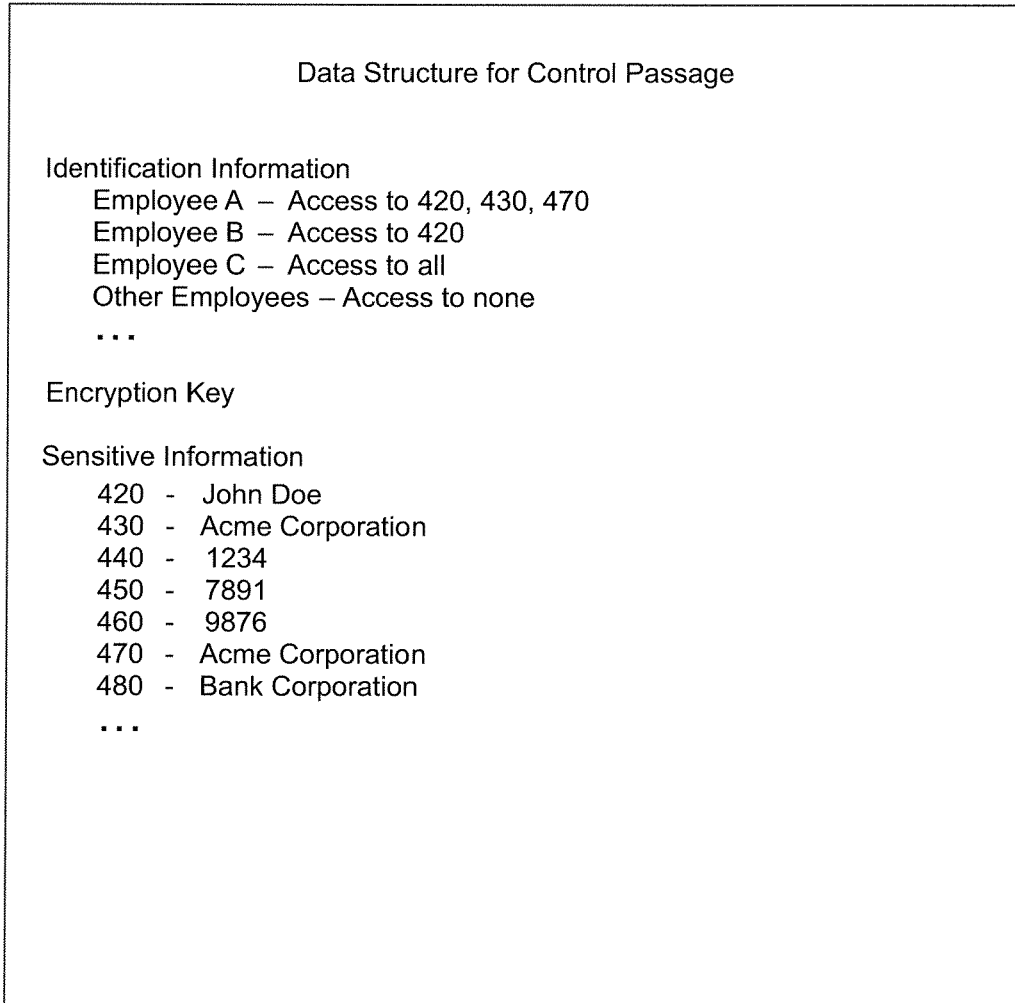 Data Structure for Control Passage
Identification Information
Employee A – Access to 420, 430, 470
Employee B – Access to 420
Employee C – Access to all
Other Employees – Access to none
...
Encryption Key
Sensitive Information
420 - John Doe
430 - Acme Corporation
440 - 1234
450 - 7891
460 - 9876
470 - Acme Corporation
480 - Bank Corporation
...